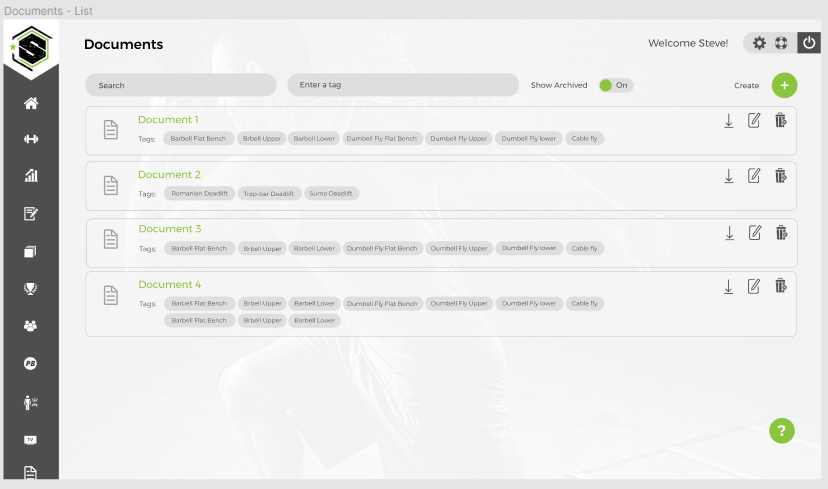 Documents - List
Documents
Welcome Steve!
Search
Enter a tag
Show Archived
On
Create
+
Document 1
Tags: Barbell Flat Bench Brbell Upper Barbell Lower Dumbell Fly Flat Bench Dumbell Fly Upper Dumbell Fly lower Cable fly
Document 2
Tags: Romanian Deadlift Trap-bar Deadlift Sumo Deadlift
Document 3
Tags: Barbell Flat Bench Brbell Upper Barbell Lower Dumbell Fly Flat Bench Dumbell Fly Upper Dumbell Fly lower Cable fly
Document 4
Tags: Barbell Flat Bench Brbell Upper Barbell Lower Dumbell Fly Flat Bench Dumbell Fly Upper Dumbell Fly lower Cable fly
Barbell Flat Bench Brbell Upper Barbell Lower
PB
TV
?